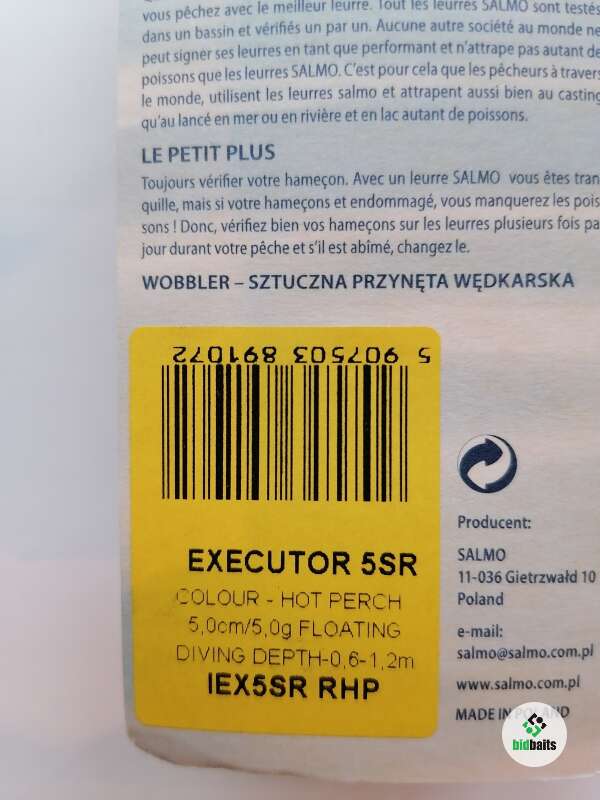 vous pêchez avec le meilleur leurre. Tout les leurres SALMO sont testés
dans un bassin et vérifiés un par un. Aucune autre société au monde ne
peut signer ses leurres en tant que performant et n'attrape pas autant de
poissons que les leurres SALMO. C'est pour cela que les pêcheurs à travers
le monde, utilisent les leurres salmo et attrapent aussi bien au casting
qu'au lancé en mer ou en rivière et en lac autant de poissons.
LE PETIT PLUS
Toujours vérifier votre hameçon. Avec un leurre SALMO vous êtes tran
quille, mais si votre hameçons et endommagé, vous manquerez les pois
sons ! Donc, vérifiez bien vos hameçons sur les leurres plusieurs fois pa
jour durant votre pêche et s'il est abîmé, changez le.
WOBBLER – SZTUCZNA PRZYNĘTA WĘDKARSKA
5 907503 891072
EXECUTOR 5SR
COLOUR - HOT PERCH
5,0cm/5,0g FLOATING
DIVING DEPTH-0,6-1,2m
IEX5SR RHP
Producent:
SALMO
11-036 Gietrzwałd 10
Poland
e-mail:
salmo@salmo.com.pl
www.salmo.com.pl
MADE IN POLAND
bidbaits